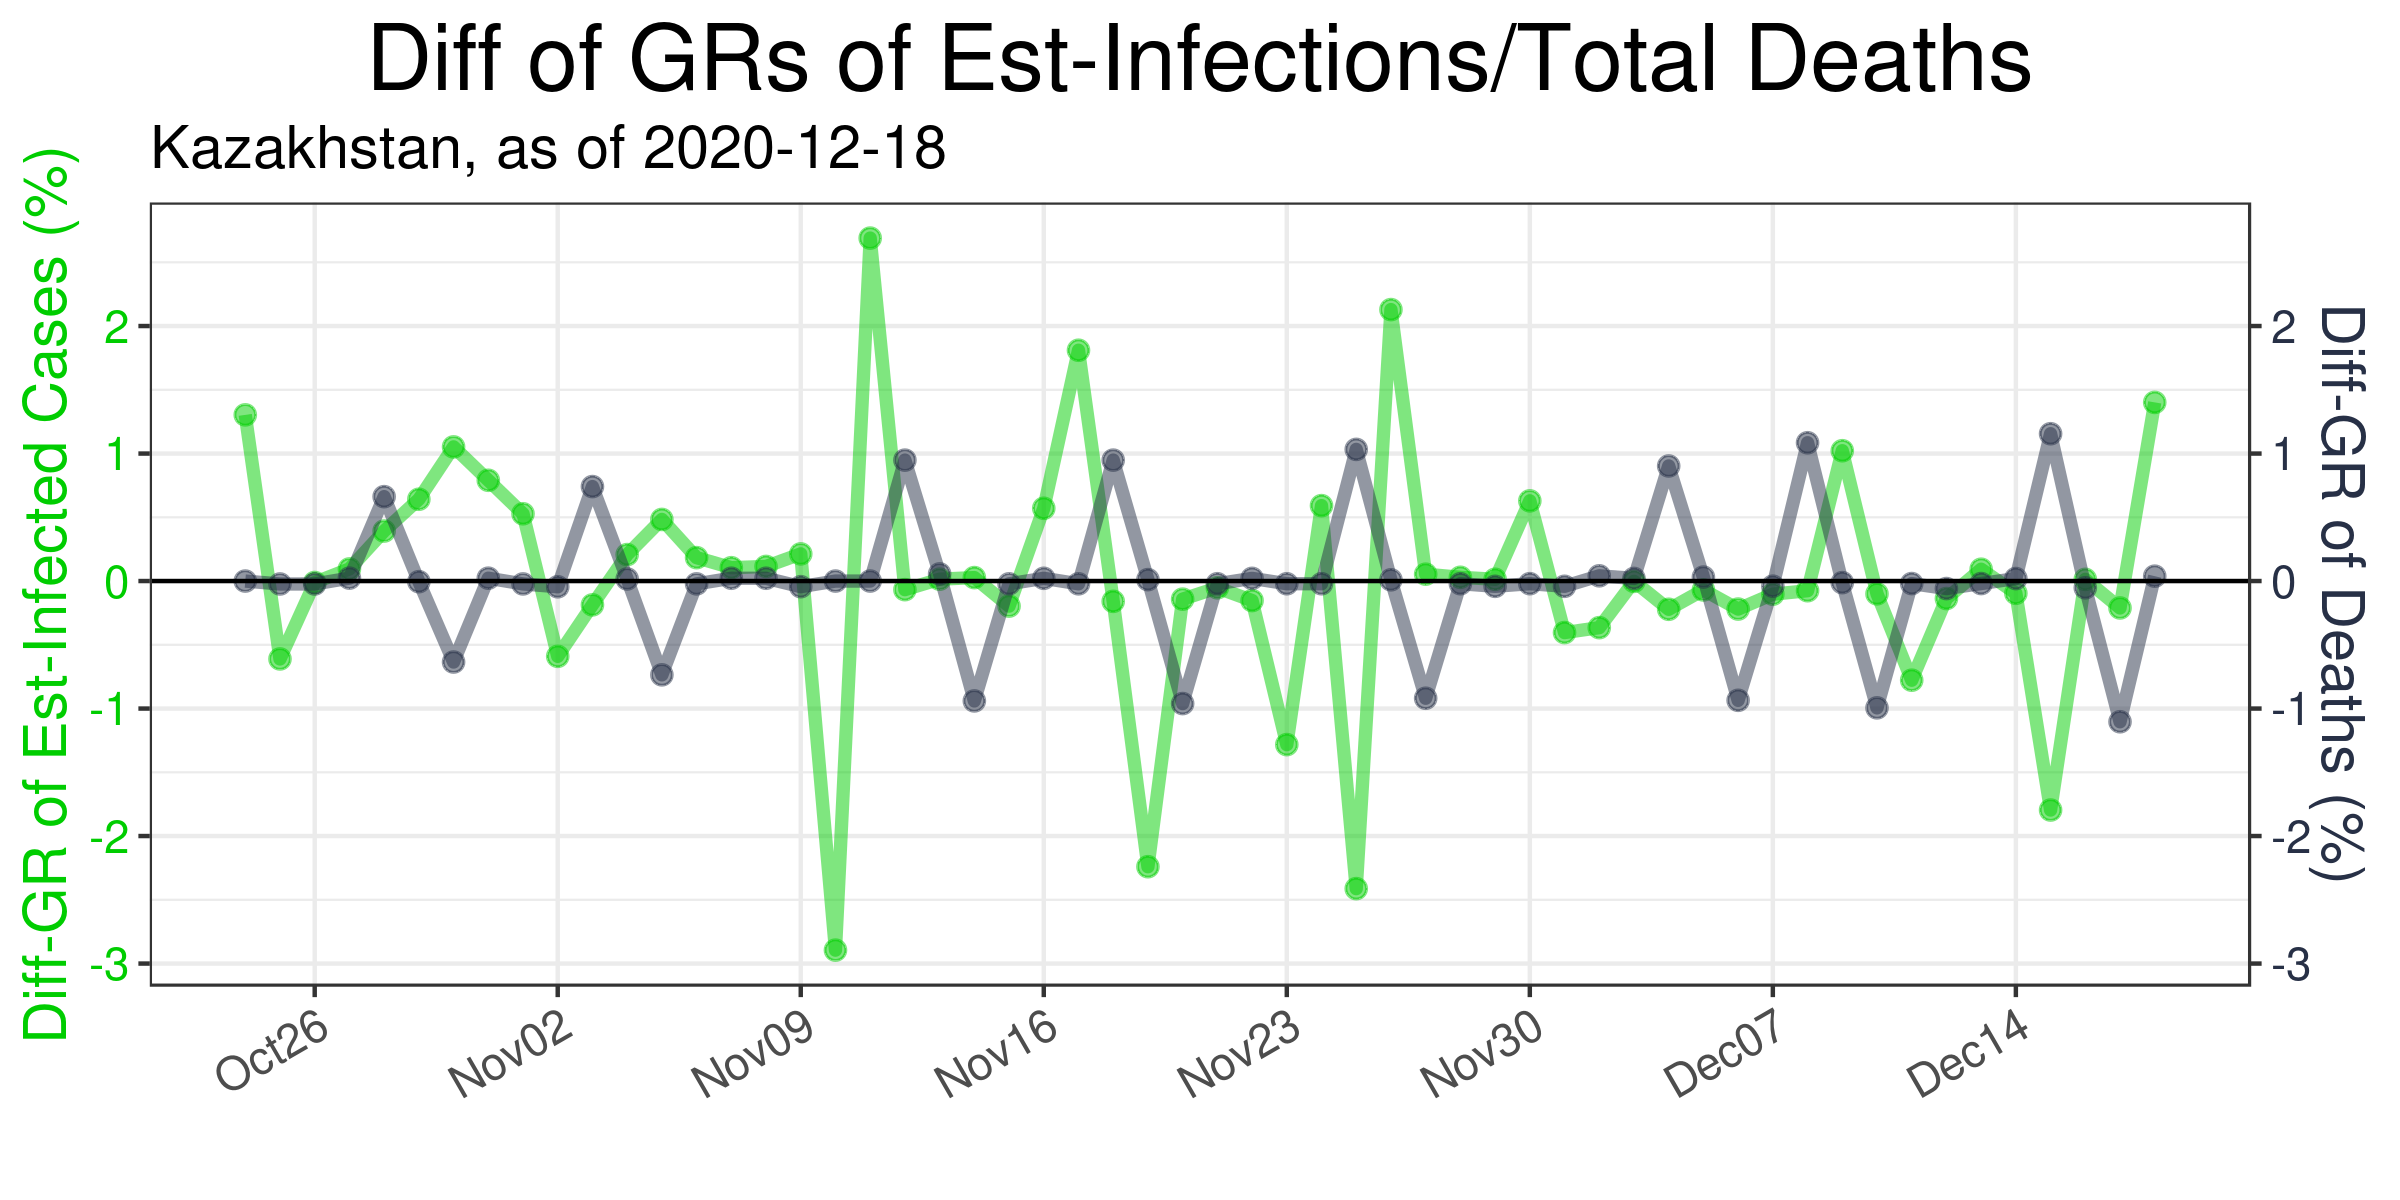 Diff of GRs of Est-Infections/Total Deaths
Kazakhstan, as of 2020-12-18
Diff-GR of Est-Infected Cases (%)
2
1
0
-1
-2
-3
2
1
0
-1
-2
-3
Diff-GR of Deaths (%)
Oct26
Nov02
Nov09
Nov16
Nov23
Nov30
Dec07
Dec14